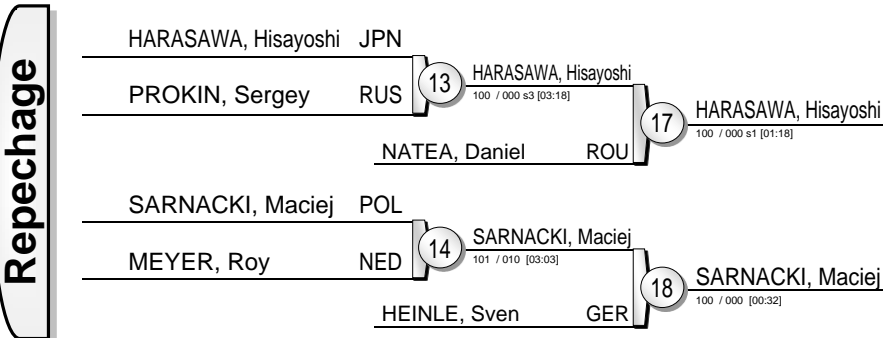 Repechage
HARASAWA, Hisayoshi JPN
PROKIN, Sergey RUS
13
HARASAWA, Hisayoshi
100 / 000 s3 [03:18]
NATEA, Daniel ROU
17
HARASAWA, Hisayoshi
100 / 000 s1 [01:18]
SARNACKI, Maciej POL
MEYER, Roy NED
14
SARNACKI, Maciej
101 / 010 [03:03]
HEINLE, Sven GER
18
SARNACKI, Maciej
100 / 000 [00:32]